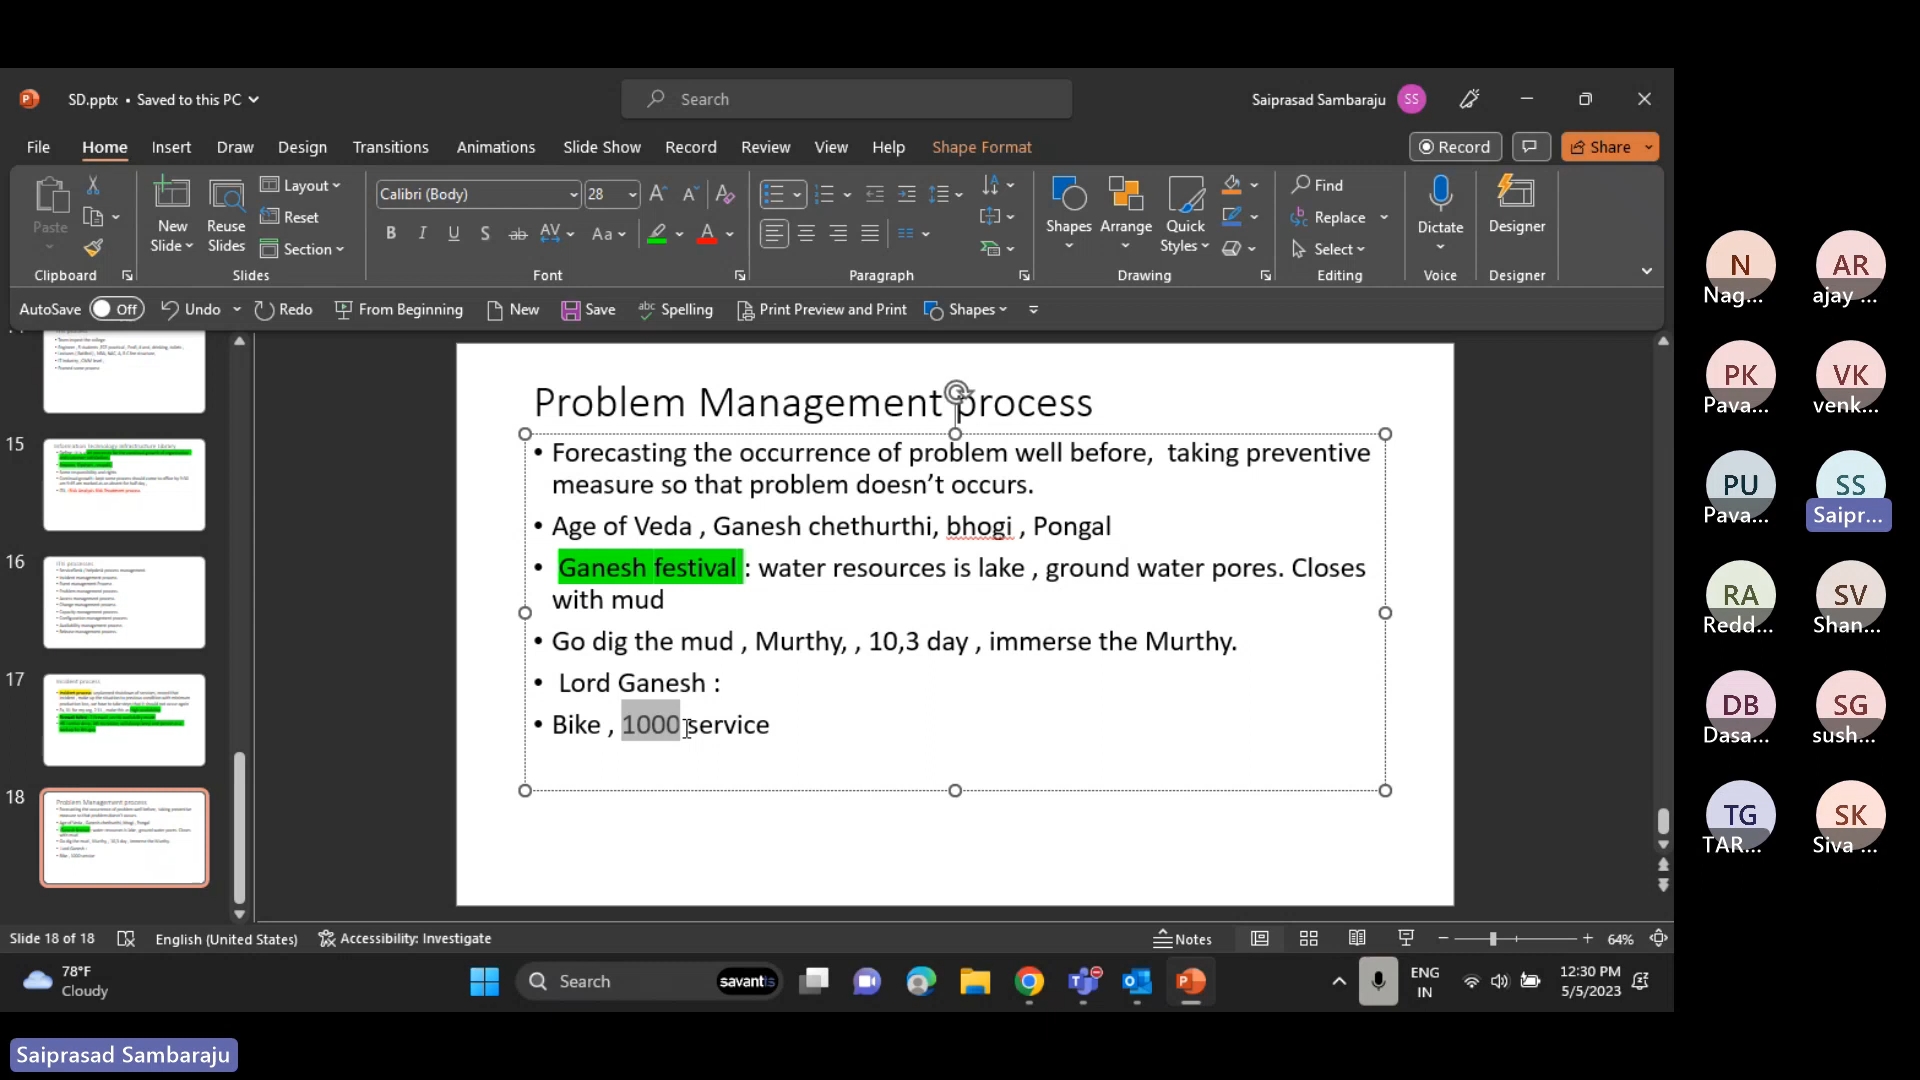 SD.pptx • Saved to this PC
Search
Saiprasad Sambaraju SS
File Home Insert Draw Design Transitions Animations Slide Show Record Review View Help Shape Format
Record
Share
Paste
New Slide
Reuse Slides
Layout
Reset
Section
Calibri (Body) 28
B I U S ab AV Aa A
Shapes
Arrange
Quick Styles
Find
Replace
Select
Dictate
Designer
Clipboard Slides Font Paragraph Drawing Editing Voice Designer
AutoSave Off Undo Redo From Beginning New Save Spelling Print Preview and Print Shapes
15
16
17
18
Problem Management process
• Forecasting the occurrence of problem well before, taking preventive
measure so that problem doesn't occurs.
• Age of Veda , Ganesh chethurthi, bhogi , Pongal
• Ganesh festival : water resources is lake , ground water pores. Closes
with mud
• Go dig the mud , Murthy, , 10,3 day , immerse the Murthy.
• Lord Ganesh :
• Bike , 1000 service
N
Nag...
AR
ajay ...
PK
Pava...
VK
venk...
PU
Pava...
SS
Saipr...
RA
Redd...
SV
Shan...
DB
Dasa...
SG
sush...
TG
TAR...
SK
Siva ...
Slide 18 of 18 English (United States) Accessibility: Investigate Notes 64%
78°F
Cloudy
Search
savantis
ENG
IN
12:30 PM
5/5/2023
Saiprasad Sambaraju